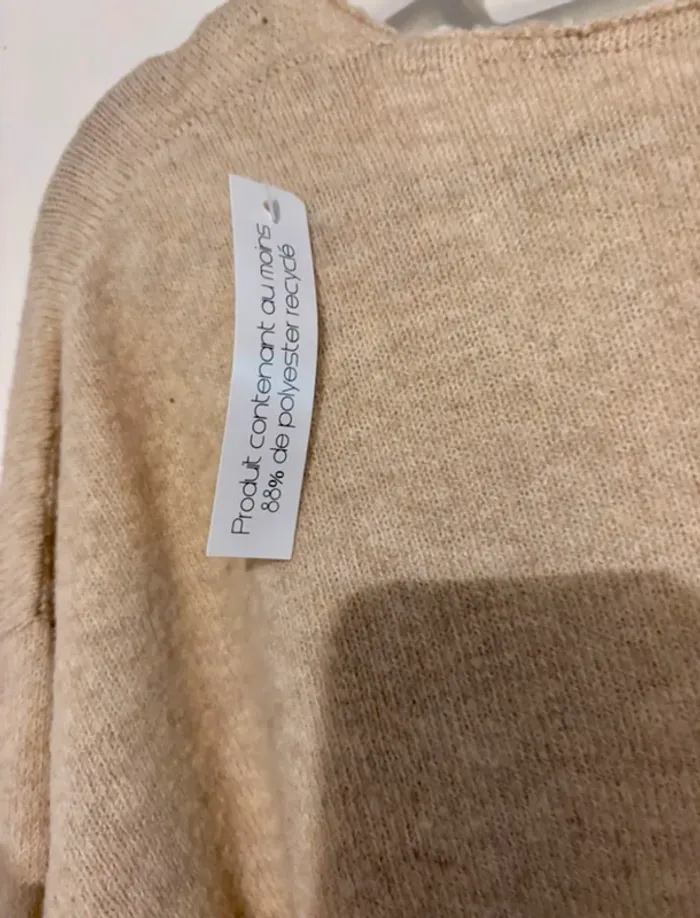 Produit contenant au moins
88% de polyester recyclé